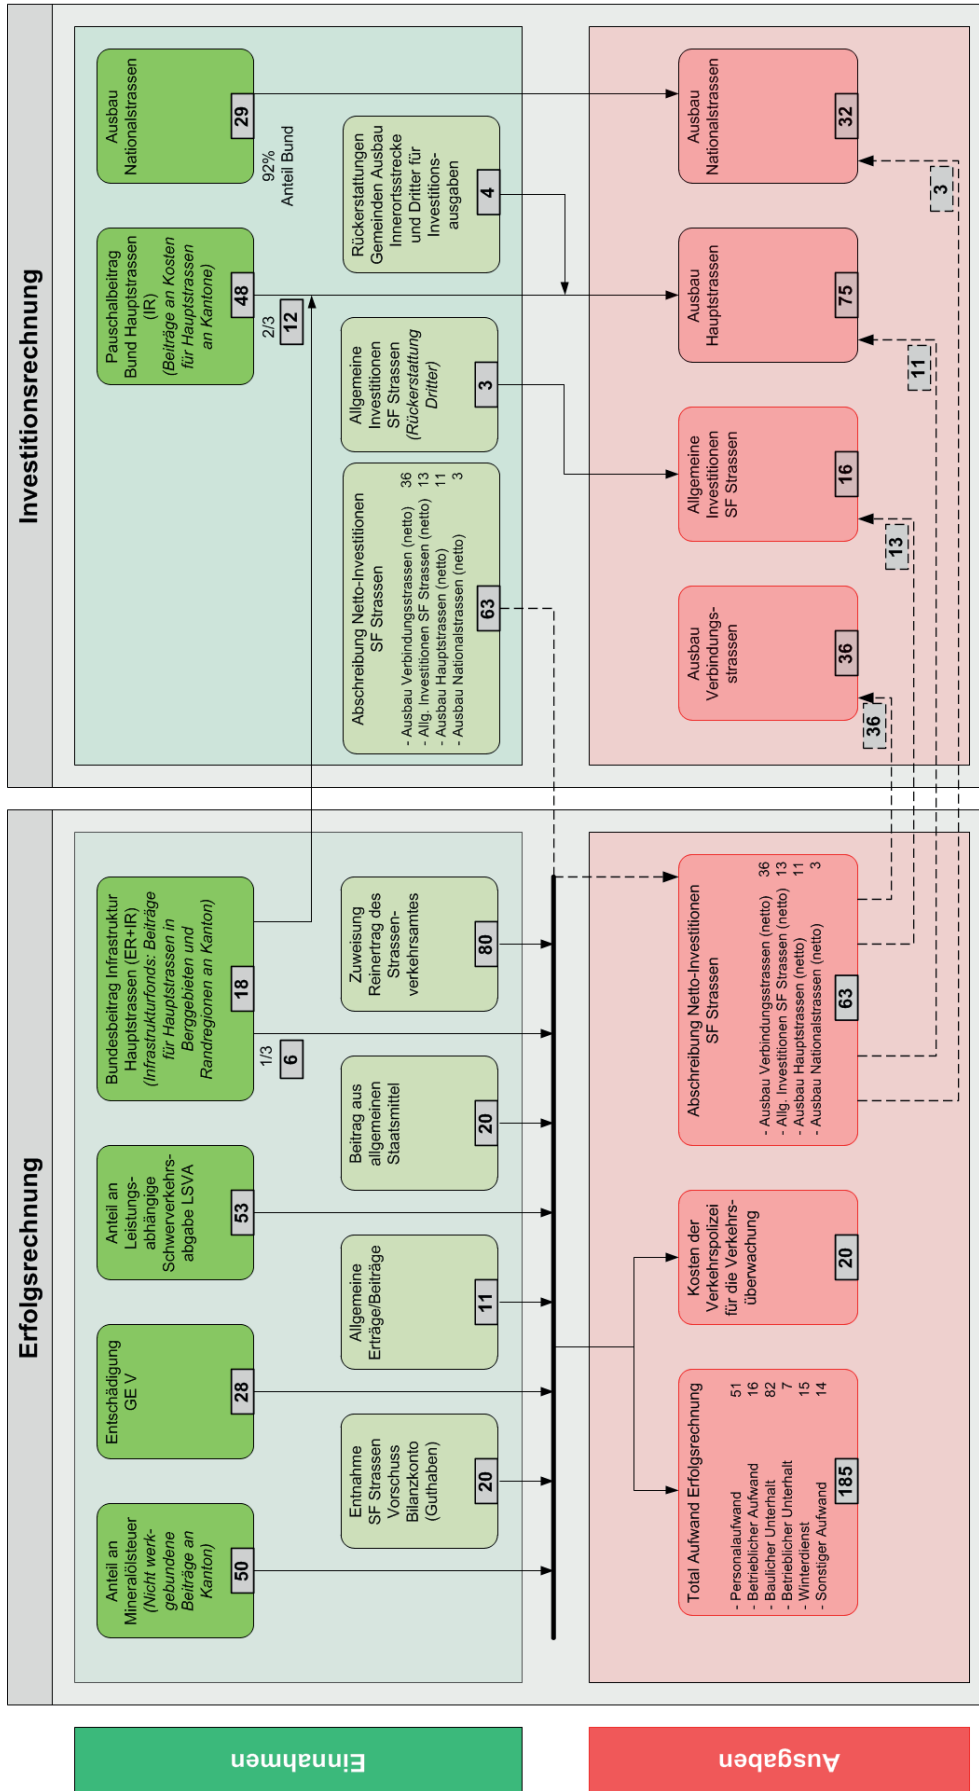 Erfolgsrechnung
Investitionsrechnung
Einnahmen
Anteil an
Mineralölsteuer
(Nicht werk-
gebundene
Beiträge an
Kanton)
50
Entschädigung
GE V
28
Anteil an
Leistungs-
abhängige
Schwerverkehrs-
abgabe LSVA
53
Bundesbeitrag Infrastruktur
Hauptstrassen (ER+IR)
(Infrastrukturfonds: Beiträge
für Hauptstrassen in
Berggebieten und
Randregionen an Kanton)
18
1/3
6
Pauschalbeitrag
Bund Hauptstrassen
(IR)
(Beiträge an Kosten
für Hauptstrassen
an Kantone)
48
2/3
12
Ausbau
Nationalstrassen
29
92%
Anteil Bund
Entnahme
SF Strassen
Vorschuss
Bilanzkonto
(Guthaben)
20
Allgemeine
Erträge/Beiträge
11
Beitrag aus
allgemeinen
Staatsmittel
20
Zuweisung
Reinertrag des
Strassen-
verkehrsamtes
80
Abschreibung Netto-Investitionen
SF Strassen
- Ausbau Verbindungsstrassen (netto) 36
- Allg. Investitionen SF Strassen (netto) 13
- Ausbau Hauptstrassen (netto) 11
- Ausbau Nationalstrassen (netto) 3
63
Allgemeine
Investitionen
SF Strassen
(Rückerstattung
Dritter)
3
Rückerstattungen
Gemeinden Ausbau
Innerortsstrecke
und Dritter für
Investitions-
ausgaben
4
Ausgaben
Total Aufwand Erfolgsrechnung
- Personalaufwand 51
- Betrieblicher Aufwand 16
- Baulicher Unterhalt 82
- Betrieblicher Unterhalt 7
- Winterdienst 15
- Sonstiger Aufwand 14
185
Kosten der
Verkehrspolizei
für die Verkehrs-
überwachung
20
Abschreibung Netto-Investitionen
SF Strassen
- Ausbau Verbindungsstrassen (netto) 36
- Allg. Investitionen SF Strassen (netto) 13
- Ausbau Hauptstrassen (netto) 11
- Ausbau Nationalstrassen (netto) 3
63
Ausbau
Verbindungs-
strassen
36
36
Allgemeine
Investitionen
SF Strassen
16
13
Ausbau
Hauptstrassen
75
11
Ausbau
Nationalstrassen
32
3